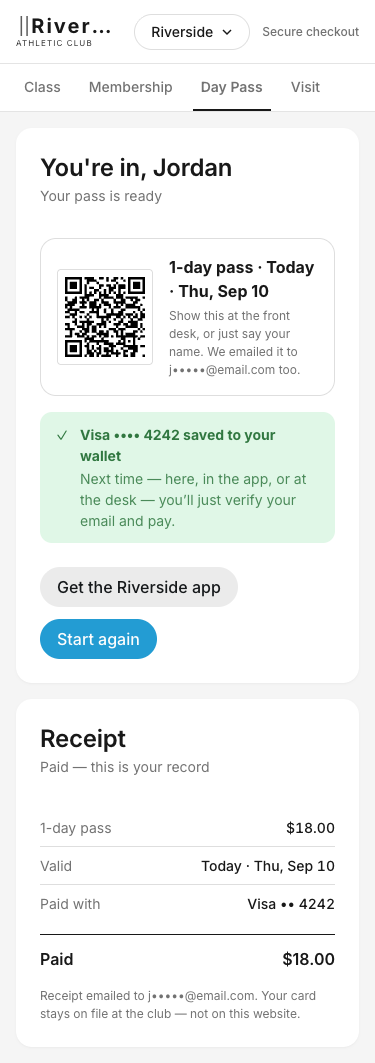 ||River…
ATHLETIC CLUB
Riverside
Secure checkout
Class
Membership
Day Pass
Visit
You're in, Jordan
Your pass is ready
1-day pass · Today
· Thu, Sep 10
Show this at the front
desk, or just say your
name. We emailed it to
j•••••@email.com too.
✓ Visa •••• 4242 saved to your
wallet
Next time — here, in the app, or at
the desk — you’ll just verify your
email and pay.
Get the Riverside app
Start again
Receipt
Paid — this is your record
1-day pass $18.00
Valid Today · Thu, Sep 10
Paid with Visa •• 4242
Paid $18.00
Receipt emailed to j•••••@email.com. Your card
stays on file at the club — not on this website.